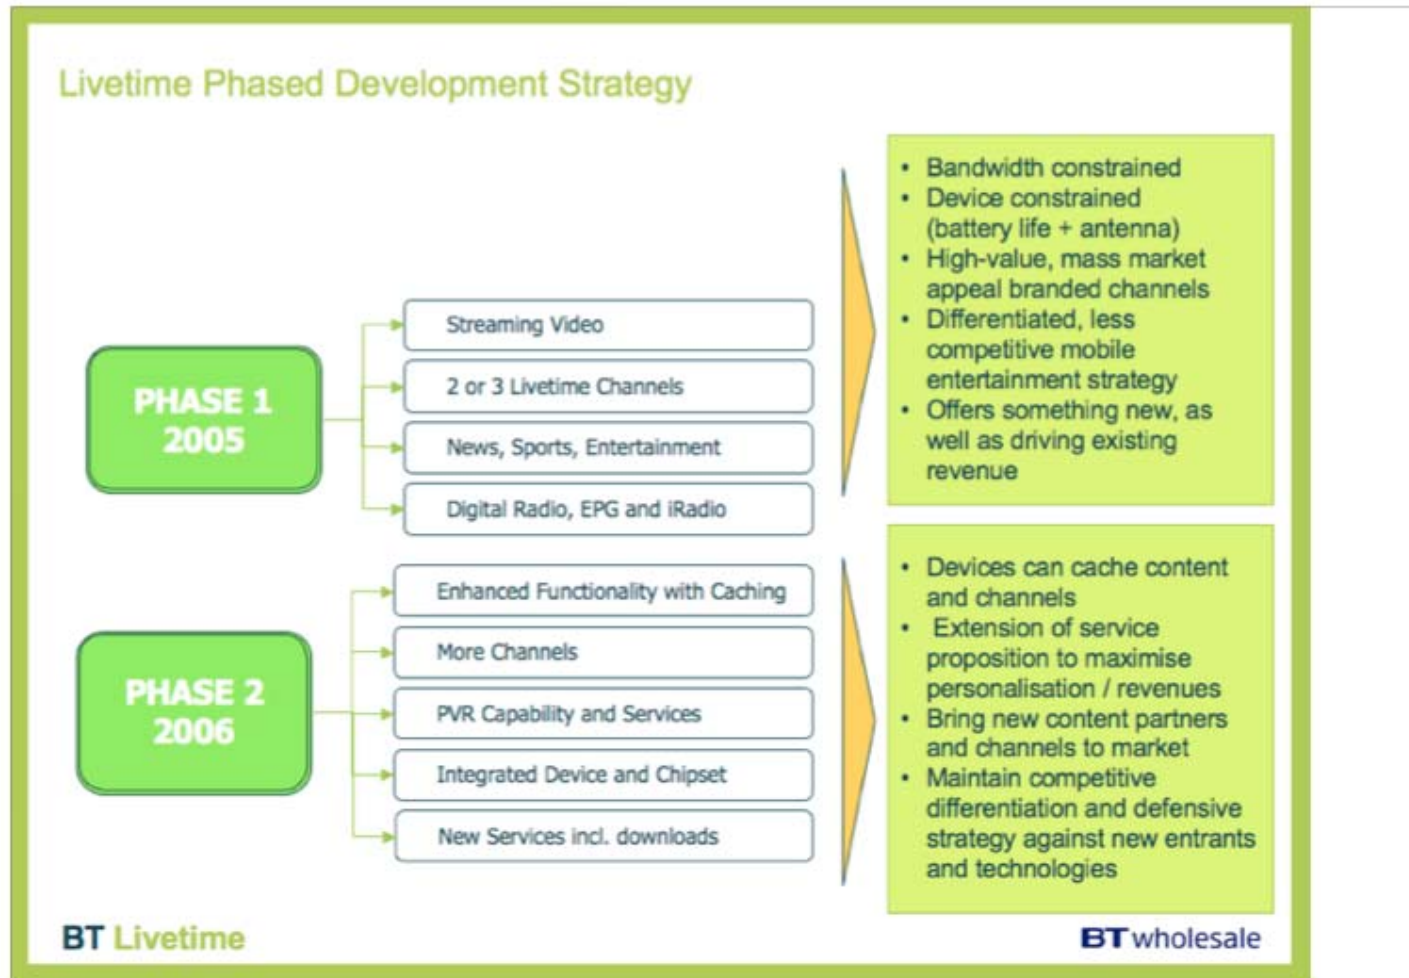 Livetime Phased Development Strategy
PHASE 1
2005
Streaming Video
2 or 3 Livetime Channels
News, Sports, Entertainment
Digital Radio, EPG and iRadio
• Bandwidth constrained
• Device constrained
(battery life + antenna)
• High-value, mass market
appeal branded channels
• Differentiated, less
competitive mobile
entertainment strategy
• Offers something new, as
well as driving existing
revenue
PHASE 2
2006
Enhanced Functionality with Caching
More Channels
PVR Capability and Services
Integrated Device and Chipset
New Services incl. downloads
• Devices can cache content
and channels
• Extension of service
proposition to maximise
personalisation / revenues
• Bring new content partners
and channels to market
• Maintain competitive
differentiation and defensive
strategy against new entrants
and technologies
BT Livetime
BT wholesale